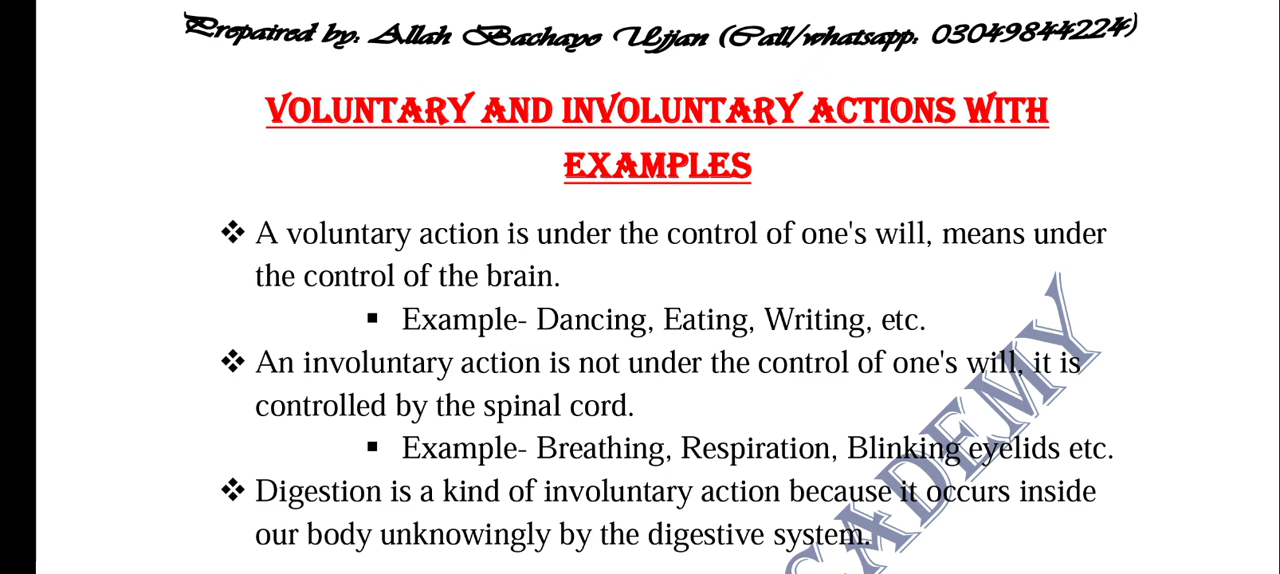 Prepaired by: Allah Bachayo Ujjan (Call/whatsapp: 03049844224)
VOLUNTARY AND INVOLUNTARY ACTIONS WITH
EXAMPLES
❖ A voluntary action is under the control of one's will, means under
the control of the brain.
▪ Example- Dancing, Eating, Writing, etc.
❖ An involuntary action is not under the control of one's will, it is
controlled by the spinal cord.
▪ Example- Breathing, Respiration, Blinking eyelids etc.
❖ Digestion is a kind of involuntary action because it occurs inside
our body unknowingly by the digestive system.